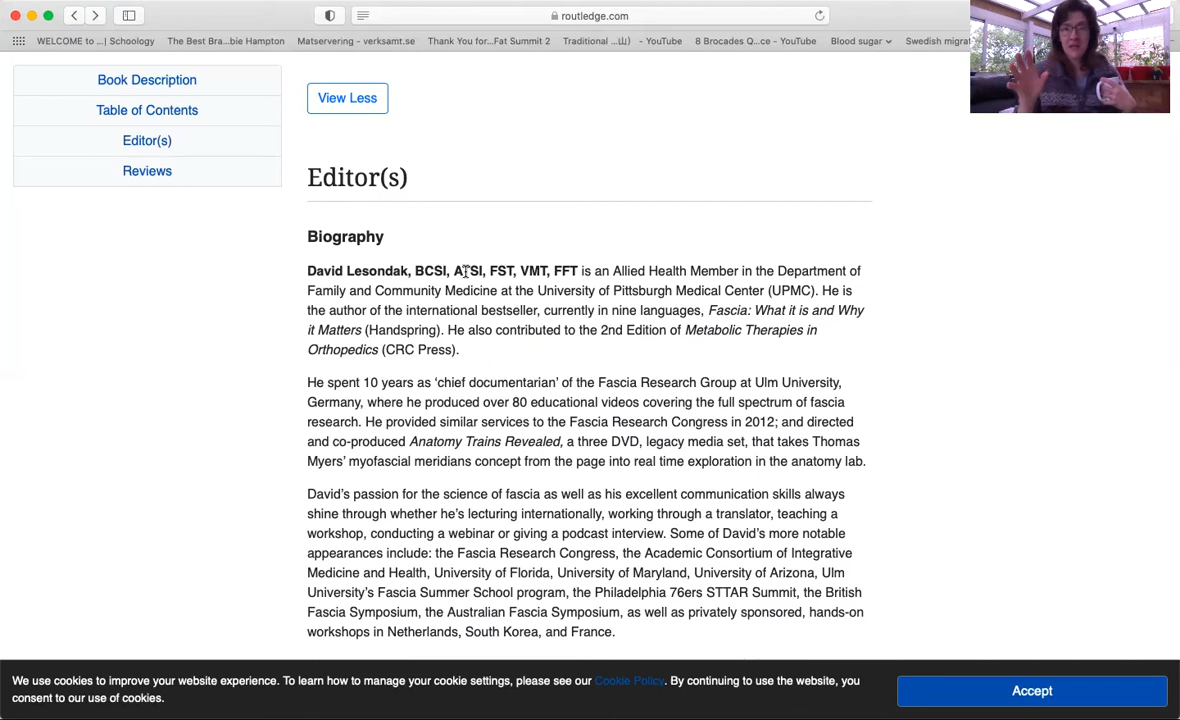 routledge.com
WELCOME to ...| Schoology
The Best Bra...bie Hampton
Matservering - verksamt.se
Thank You for...Fat Summit 2
Traditional ...山) - YouTube
8 Brocades Q...ce - YouTube
Blood sugar
Swedish migrat
Book Description
Table of Contents
Editor(s)
Reviews
View Less
Editor(s)
Biography
David Lesondak, BCSI, ATSI, FST, VMT, FFT is an Allied Health Member in the Department of
Family and Community Medicine at the University of Pittsburgh Medical Center (UPMC). He is
the author of the international bestseller, currently in nine languages, Fascia: What it is and Why
it Matters (Handspring). He also contributed to the 2nd Edition of Metabolic Therapies in
Orthopedics (CRC Press).
He spent 10 years as ‘chief documentarian’ of the Fascia Research Group at Ulm University,
Germany, where he produced over 80 educational videos covering the full spectrum of fascia
research. He provided similar services to the Fascia Research Congress in 2012; and directed
and co-produced Anatomy Trains Revealed, a three DVD, legacy media set, that takes Thomas
Myers’ myofascial meridians concept from the page into real time exploration in the anatomy lab.
David’s passion for the science of fascia as well as his excellent communication skills always
shine through whether he’s lecturing internationally, working through a translator, teaching a
workshop, conducting a webinar or giving a podcast interview. Some of David’s more notable
appearances include: the Fascia Research Congress, the Academic Consortium of Integrative
Medicine and Health, University of Florida, University of Maryland, University of Arizona, Ulm
University’s Fascia Summer School program, the Philadelphia 76ers STTAR Summit, the British
Fascia Symposium, the Australian Fascia Symposium, as well as privately sponsored, hands-on
workshops in Netherlands, South Korea, and France.
We use cookies to improve your website experience. To learn how to manage your cookie settings, please see our Cookie Policy. By continuing to use the website, you
consent to our use of cookies.
Accept